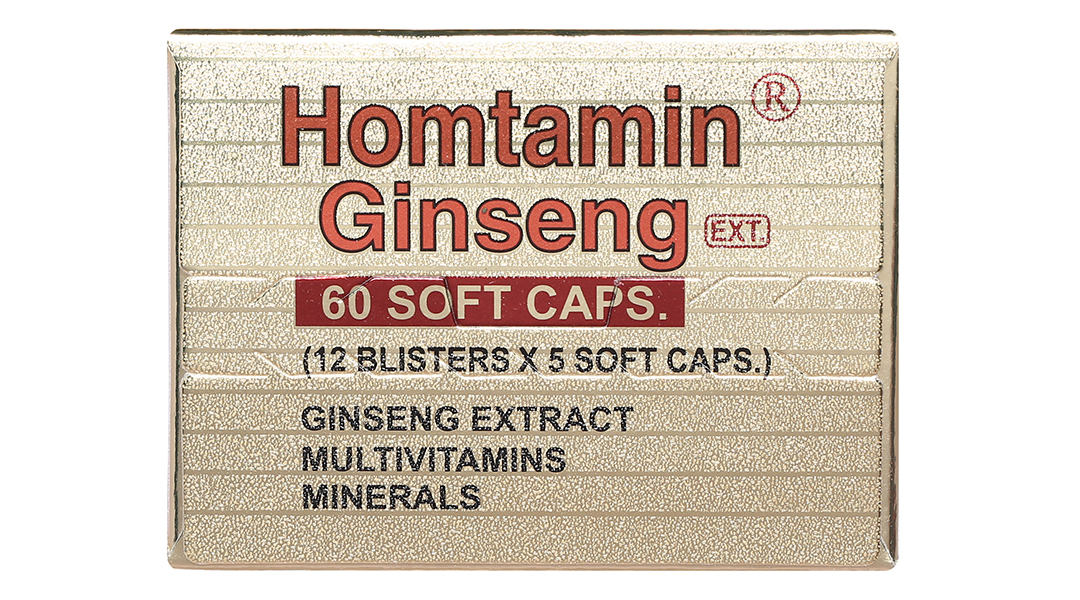 Homtamin ®
Ginseng EXT.
60 SOFT CAPS.
(12 BLISTERS X 5 SOFT CAPS.)
GINSENG EXTRACT
MULTIVITAMINS
MINERALS